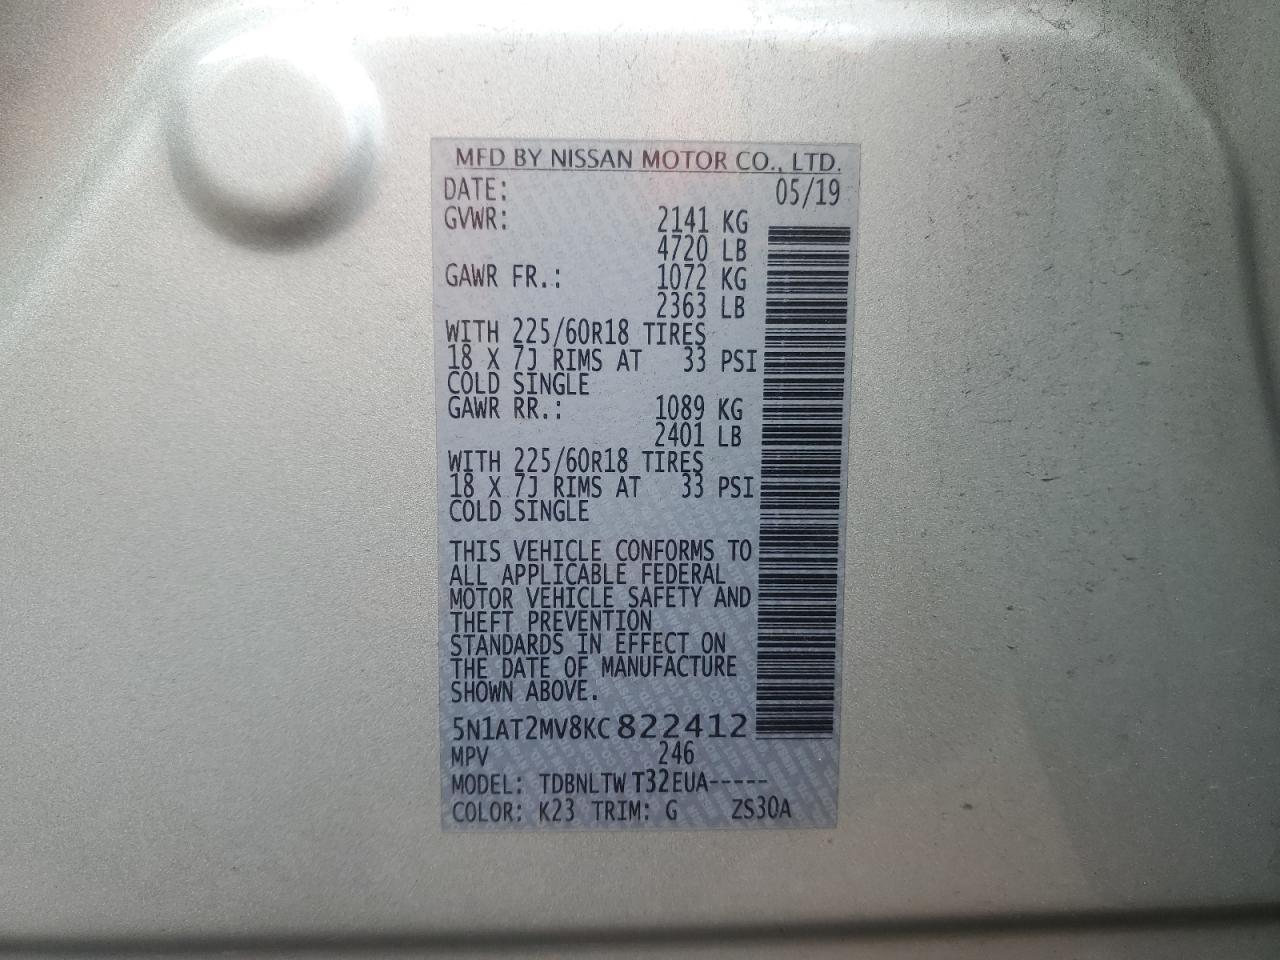 MFD BY NISSAN MOTOR CO., LTD.
DATE: 05/19
GVWR: 2141 KG
4720 LB
GAWR FR.: 1072 KG
2363 LB
WITH 225/60R18 TIRES
18 X 7J RIMS AT 33 PSI
COLD SINGLE
GAWR RR.: 1089 KG
2401 LB
WITH 225/60R18 TIRES
18 X 7J RIMS AT 33 PSI
COLD SINGLE
THIS VEHICLE CONFORMS TO
ALL APPLICABLE FEDERAL
MOTOR VEHICLE SAFETY AND
THEFT PREVENTION
STANDARDS IN EFFECT ON
THE DATE OF MANUFACTURE
SHOWN ABOVE.
5N1AT2MV8KC822412
MPV 246
MODEL: TDBNLTWT32EUA-----
COLOR: K23 TRIM: G ZS30A